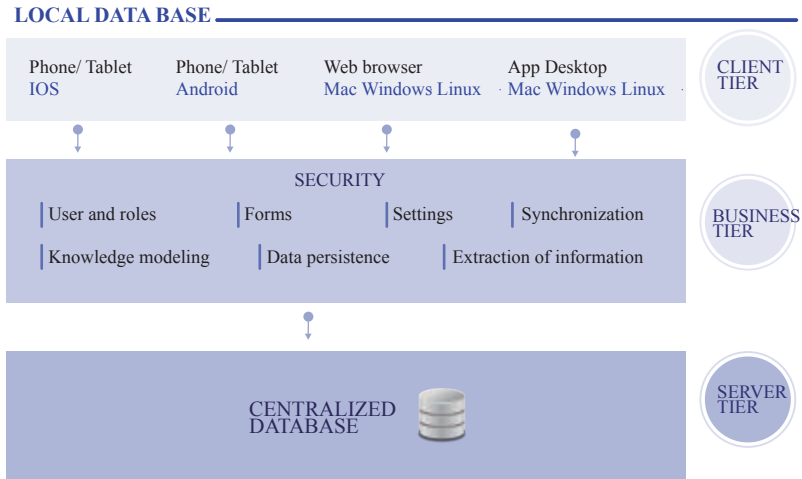 LOCAL DATA BASE
Phone/ Tablet
IOS
Phone/ Tablet
Android
Web browser
Mac Windows Linux
App Desktop
Mac Windows Linux
CLIENT
TIER
SECURITY
User and roles
Forms
Settings
Synchronization
Knowledge modeling
Data persistence
Extraction of information
BUSINESS
TIER
CENTRALIZED
DATABASE
SERVER
TIER